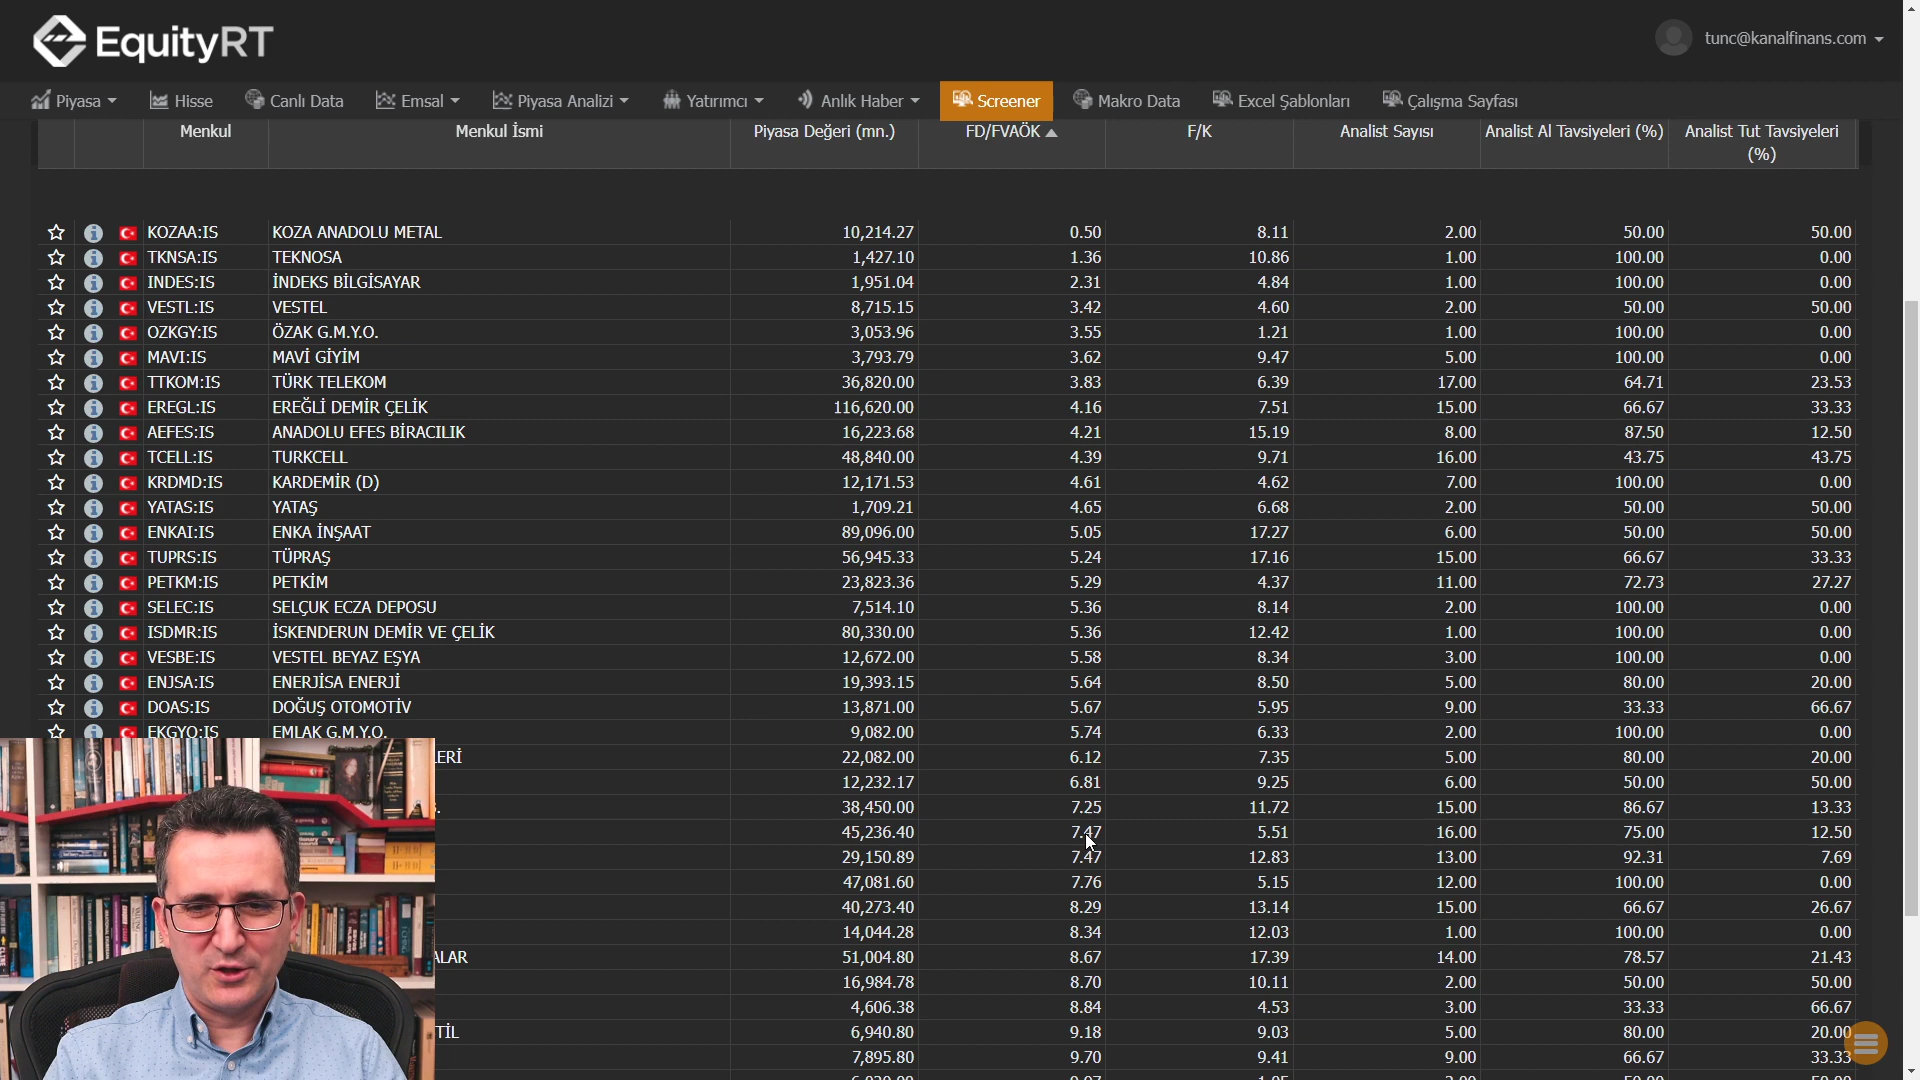 EquityRT
tunc@kanalfinans.com
Piyasa Hisse Canlı Data Emsal Piyasa Analizi Yatırımcı Anlık Haber Screener Makro Data Excel Şablonları Çalışma Sayfası
Menkul Menkul İsmi Piyasa Değeri (mn.) FD/FVAÖK F/K Analist Sayısı Analist Al Tavsiyeleri (%) Analist Tut Tavsiyeleri
(%)
KOZAA:IS KOZA ANADOLU METAL 10,214.27 0.50 8.11 2.00 50.00 50.00
TKNSA:IS TEKNOSA 1,427.10 1.36 10.86 1.00 100.00 0.00
INDES:IS İNDEKS BİLGİSAYAR 1,951.04 2.31 4.84 1.00 100.00 0.00
VESTL:IS VESTEL 8,715.15 3.42 4.60 2.00 50.00 50.00
OZKGY:IS ÖZAK G.M.Y.O. 3,053.96 3.55 1.21 1.00 100.00 0.00
MAVI:IS MAVİ GİYİM 3,793.79 3.62 9.47 5.00 100.00 0.00
TTKOM:IS TÜRK TELEKOM 36,820.00 3.83 6.39 17.00 64.71 23.53
EREGL:IS EREĞLİ DEMİR ÇELİK 116,620.00 4.16 7.51 15.00 66.67 33.33
AEFES:IS ANADOLU EFES BİRACILIK 16,223.68 4.21 15.19 8.00 87.50 12.50
TCELL:IS TURKCELL 48,840.00 4.39 9.71 16.00 43.75 43.75
KRDMD:IS KARDEMİR (D) 12,171.53 4.61 4.62 7.00 100.00 0.00
YATAS:IS YATAŞ 1,709.21 4.65 6.68 2.00 50.00 50.00
ENKAI:IS ENKA İNŞAAT 89,096.00 5.05 17.27 6.00 50.00 50.00
TUPRS:IS TÜPRAŞ 56,945.33 5.24 17.16 15.00 66.67 33.33
PETKM:IS PETKİM 23,823.36 5.29 4.37 11.00 72.73 27.27
SELEC:IS SELÇUK ECZA DEPOSU 7,514.10 5.36 8.14 2.00 100.00 0.00
ISDMR:IS İSKENDERUN DEMİR VE ÇELİK 80,330.00 5.36 12.42 1.00 100.00 0.00
VESBE:IS VESTEL BEYAZ EŞYA 12,672.00 5.58 8.34 3.00 100.00 0.00
ENJSA:IS ENERJİSA ENERJİ 19,393.15 5.64 8.50 5.00 80.00 20.00
DOAS:IS DOĞUŞ OTOMOTİV 13,871.00 5.67 5.95 9.00 33.33 66.67
EKGYO:IS EMLAK G.M.Y.O. 9,082.00 5.74 6.33 2.00 100.00 0.00
LERİ 22,082.00 6.12 7.35 5.00 80.00 20.00
12,232.17 6.81 9.25 6.00 50.00 50.00
38,450.00 7.25 11.72 15.00 86.67 13.33
45,236.40 7.47 5.51 16.00 75.00 12.50
29,150.89 7.47 12.83 13.00 92.31 7.69
47,081.60 7.76 5.15 12.00 100.00 0.00
40,273.40 8.29 13.14 15.00 66.67 26.67
14,044.28 8.34 12.03 1.00 100.00 0.00
ALAR 51,004.80 8.67 17.39 14.00 78.57 21.43
16,984.78 8.70 10.11 2.00 50.00 50.00
4,606.38 8.84 4.53 3.00 33.33 66.67
TİL 6,940.80 9.18 9.03 5.00 80.00 20.00
7,895.80 9.70 9.41 9.00 66.67 33.33